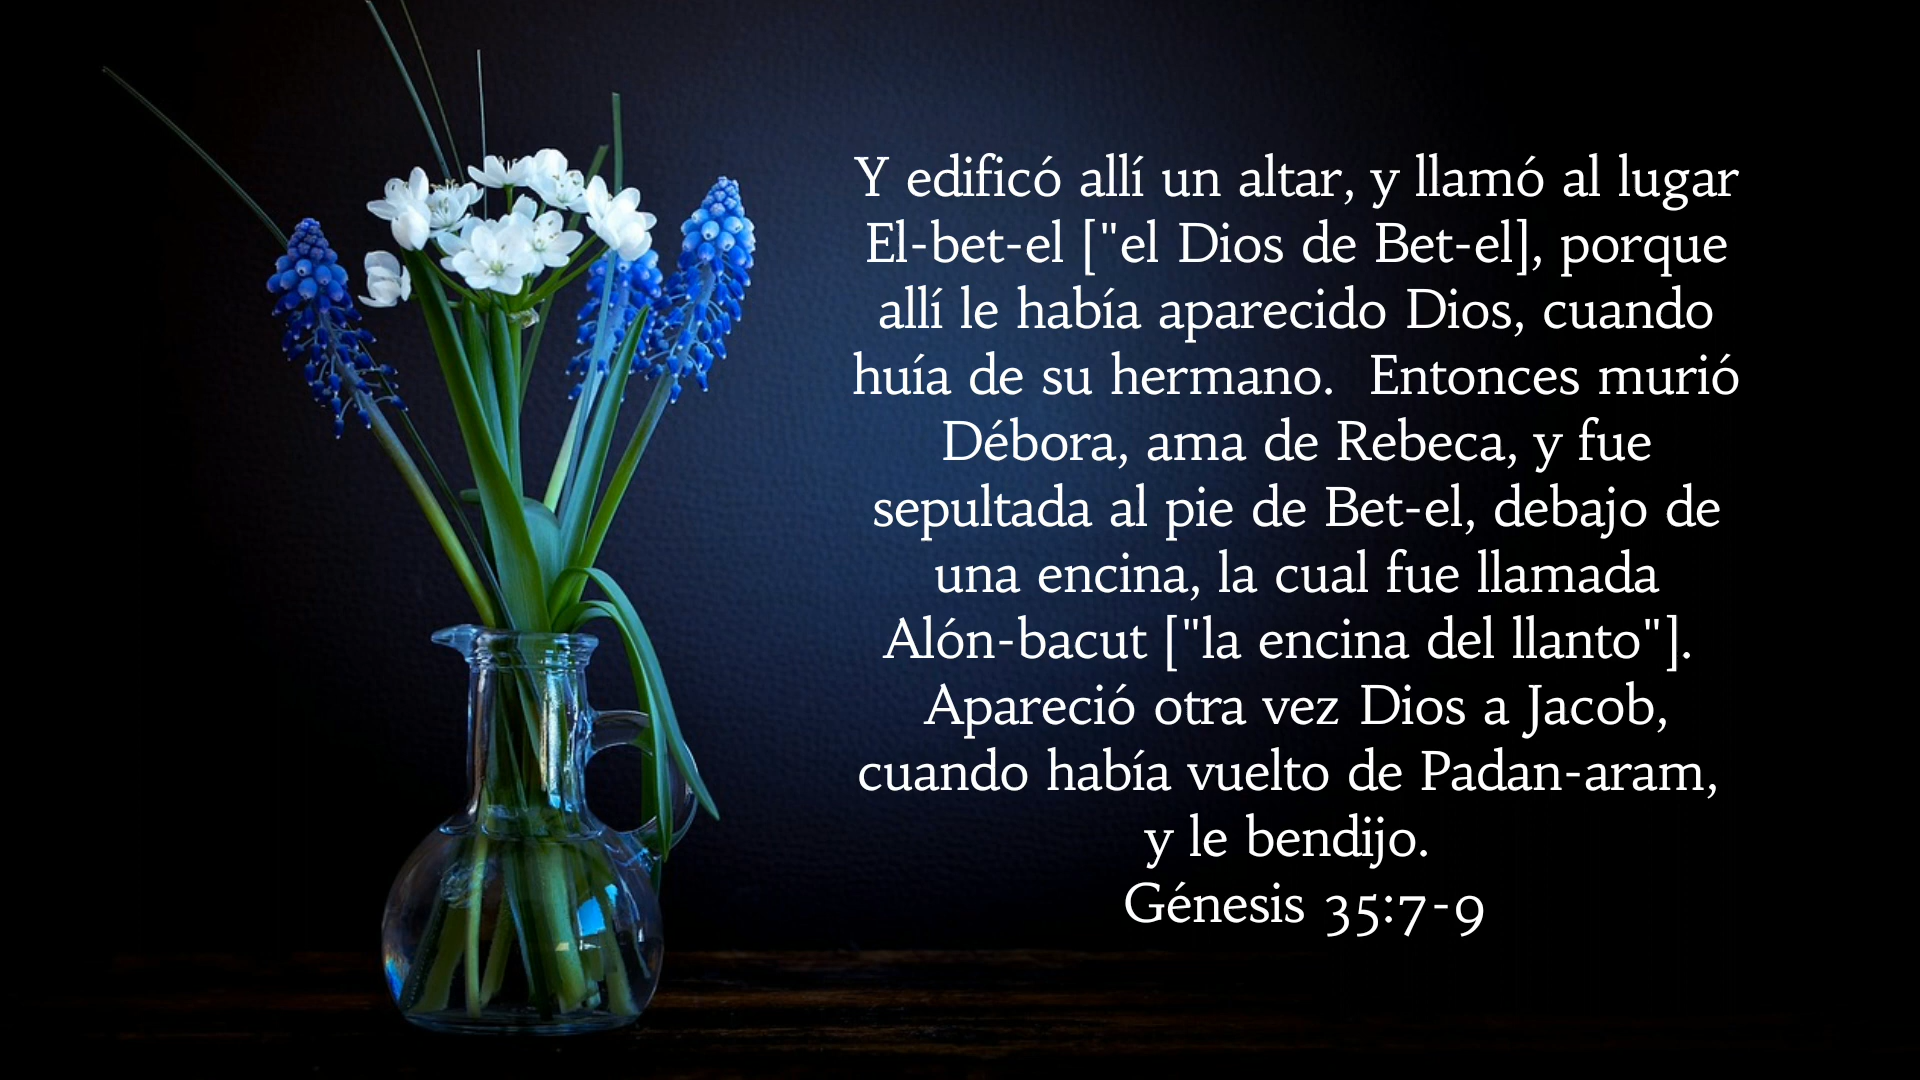 Y edificó allí un altar, y llamó al lugar
El-bet-el ["el Dios de Bet-el], porque
allí le había aparecido Dios, cuando
huía de su hermano.  Entonces murió
Débora, ama de Rebeca, y fue
sepultada al pie de Bet-el, debajo de
una encina, la cual fue llamada
Alón-bacut ["la encina del llanto"].
Apareció otra vez Dios a Jacob,
cuando había vuelto de Padan-aram,
y le bendijo.
Génesis 35:7-9